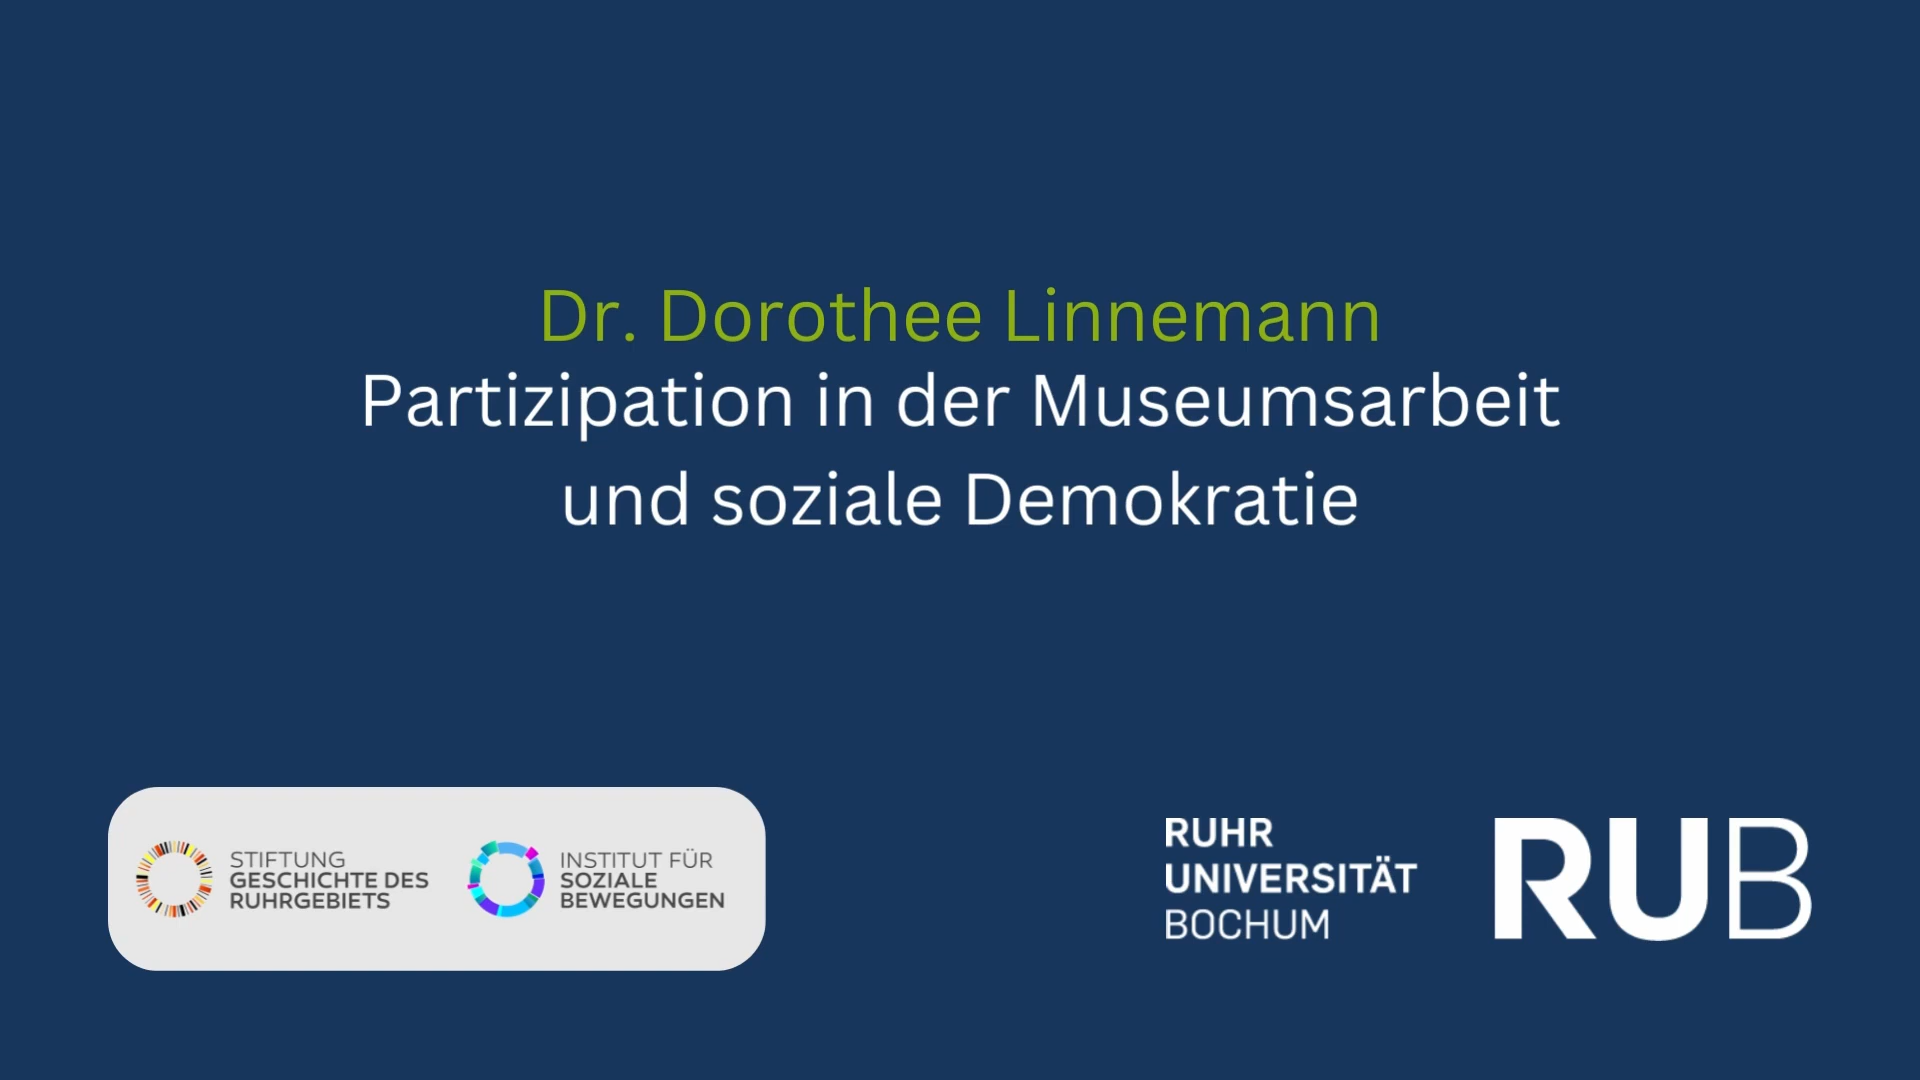 Dr. Dorothee Linnemann
Partizipation in der Museumsarbeit
und soziale Demokratie
STIFTUNG
GESCHICHTE DES
RUHRGEBIETS
INSTITUT FÜR
SOZIALE
BEWEGUNGEN
RUHR
UNIVERSITÄT
BOCHUM
RUB